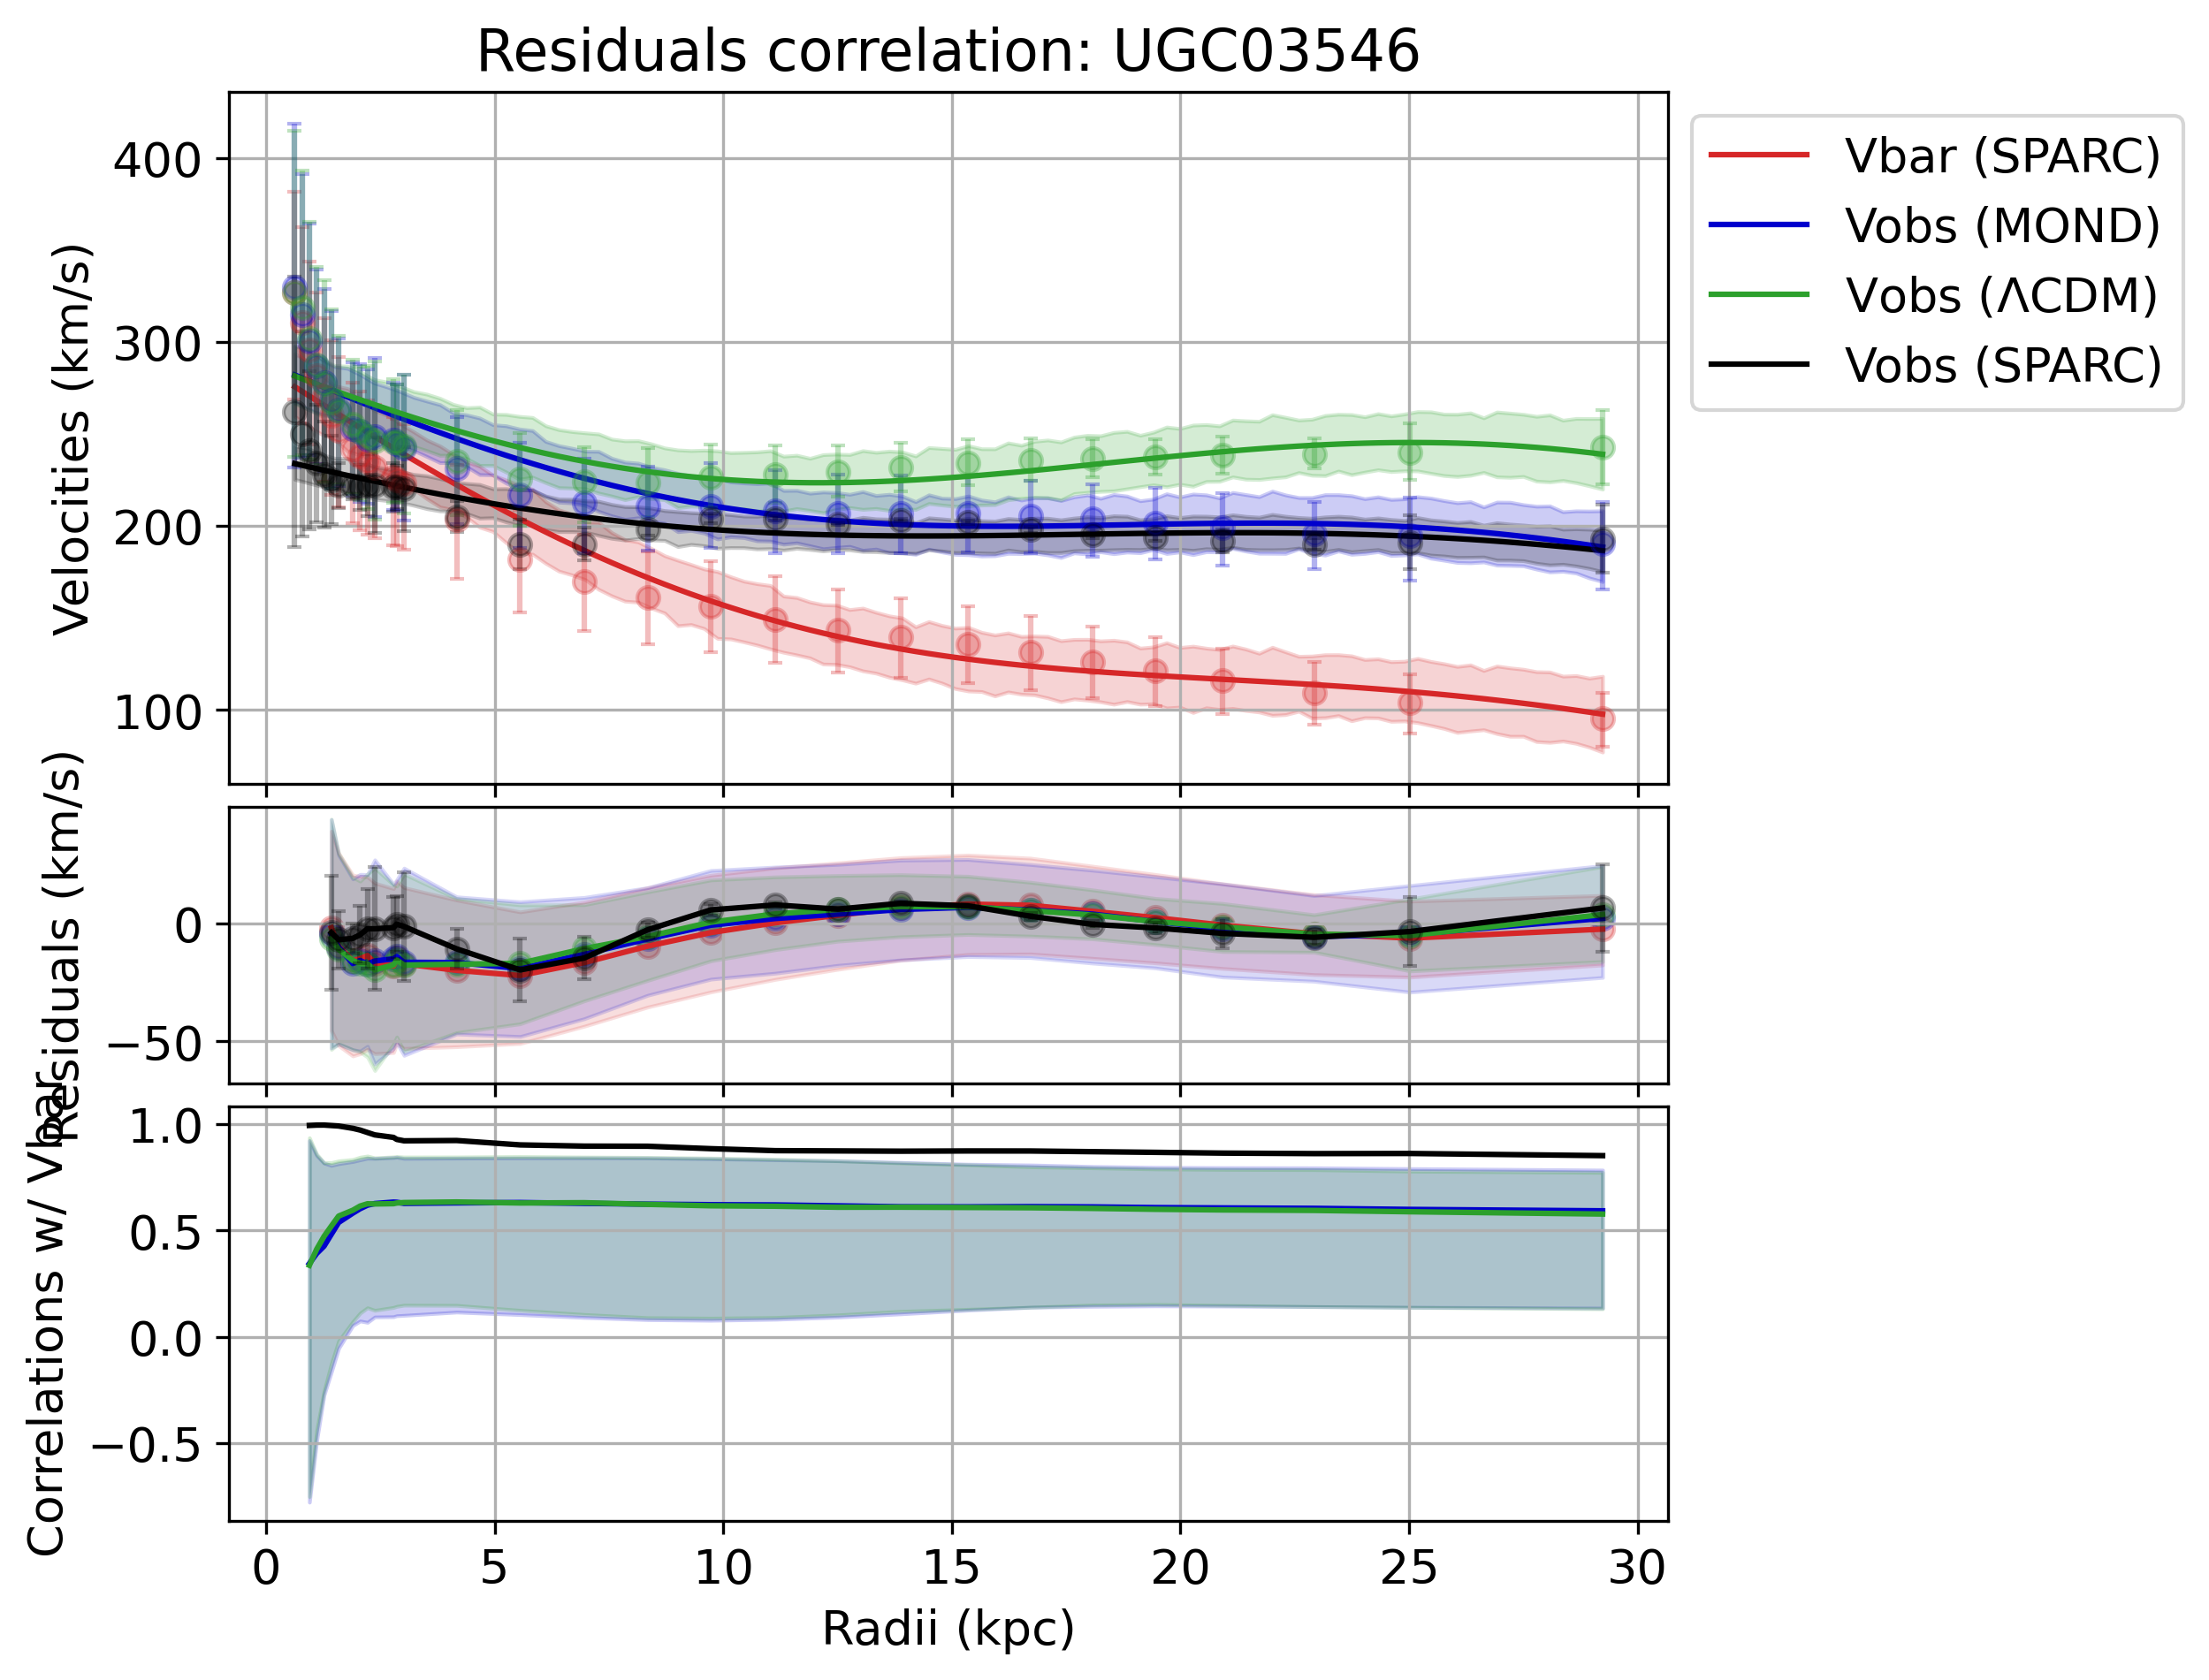 Residuals correlation: UGC03546
Velocities (km/s)
400
300
200
100
Vbar (SPARC)
Vobs (MOND)
Vobs (ΛCDM)
Vobs (SPARC)
Residuals (km/s)
0
−50
Correlations w/ Vbar
1.0
0.5
0.0
−0.5
0 5 10 15 20 25 30
Radii (kpc)